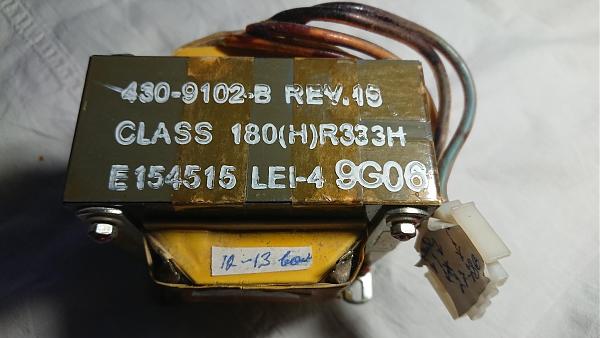 430-9102-B REV.15
CLASS 180(H)R333H
E154515 LEI-4 9G06
12-13